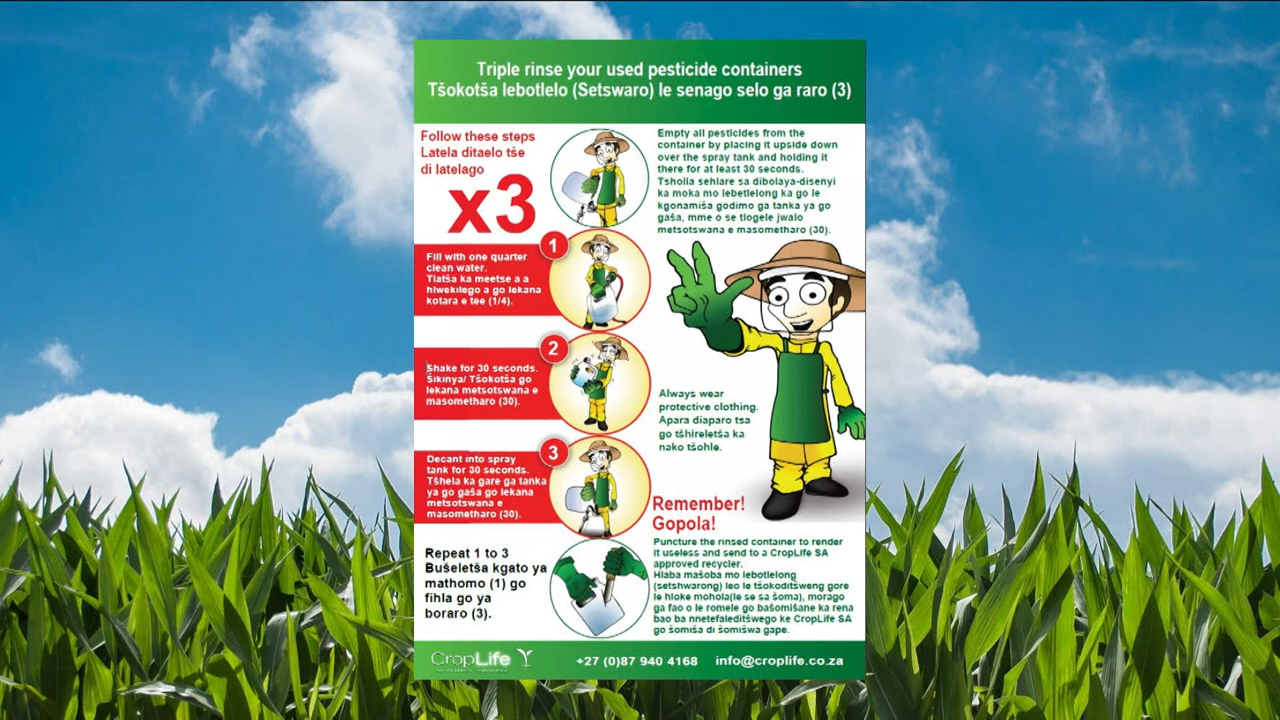 Triple rinse your used pesticide containers
Tšokotša lebotlelo (Setswaro) le senago selo ga raro (3)
Follow these steps
Latela ditaelo tše
di latelago
x3
Empty all pesticides from the
container by placing it upside down
over the spray tank and holding it
there for at least 30 seconds.
Tsholla sehlare sa dibolaya-disenyi
ka moka mo lebetlelong ka go le
kgonamiša godimo ga tanka ya go
gaša, mme o se tlogele jwalo
metsotswana e masometharo (30).
1
Fill with one quarter
clean water.
Tlatša ka meetse a a
hlwekilego a go lekana
kotara e tee (1/4).
2
Shake for 30 seconds.
Šikinya/ Tšokotša go
lekana metsotswana e
masometharo (30).
3
Decant into spray
tank for 30 seconds.
Tšhela ka gare ga tanka
ya go gaša go lekana
metsotswana e
masometharo (30).
Always wear
protective clothing.
Apara diaparo tsa
go tšhireletša ka
nako tšohle.
Repeat 1 to 3
Bušeletša kgato ya
mathomo (1) go
fihla go ya
boraro (3).
Remember!
Gopola!
Puncture the rinsed container to render
it useless and send to a CropLife SA
approved recycler.
Hlaba mašoba mo lebotlelong
(setshwarong) leo le tšokoditšweng gore
le hloke mohola(le se sa šoma), morago
ga fao o le romele go bašomišane ka rena
bao ba nnetefaleditšwego ke CropLife SA
go šomiša di šomišwa gape.
CropLife
+27 (0)87 940 4168 info@croplife.co.za